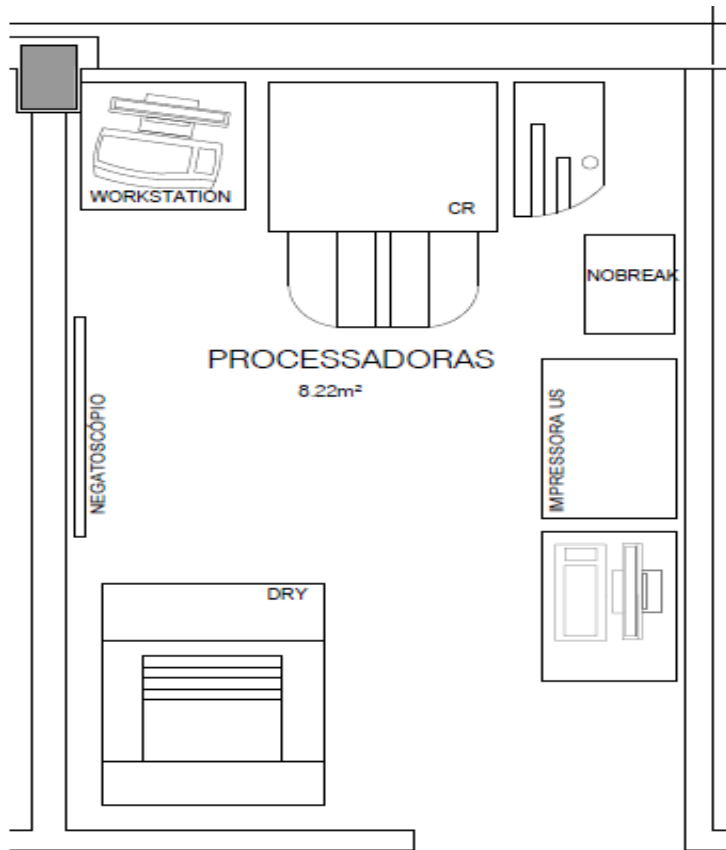 WORKSTATION
CR
NOBREAK
PROCESSADORAS
8.22m²
NEGATOSCÓPIO
IMPRESSORA US
DRY